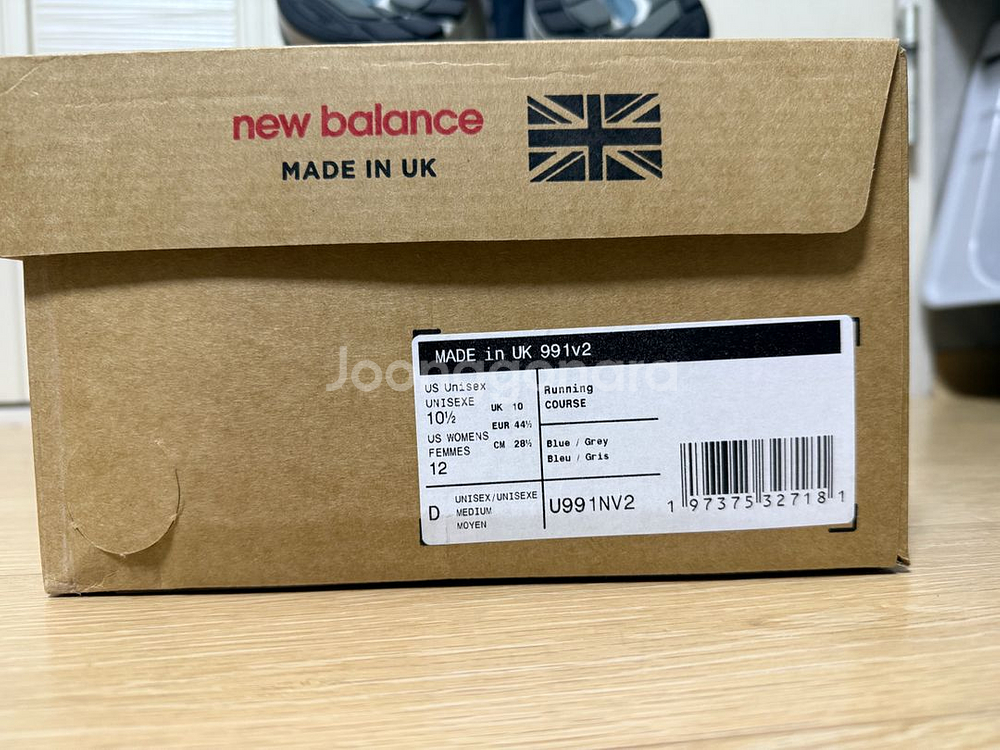 new balance
MADE IN UK
MADE in UK 991v2
Joonggonara
US Unisex
UNISEXE
10½
UK 10
EUR 44½
CM 28½
US WOMENS
FEMMES
12
Running
COURSE
Blue / Grey
Bleu / Gris
D
UNISEX/UNISEXE
MEDIUM
MOYEN
U991NV2
1 97375 32718 1